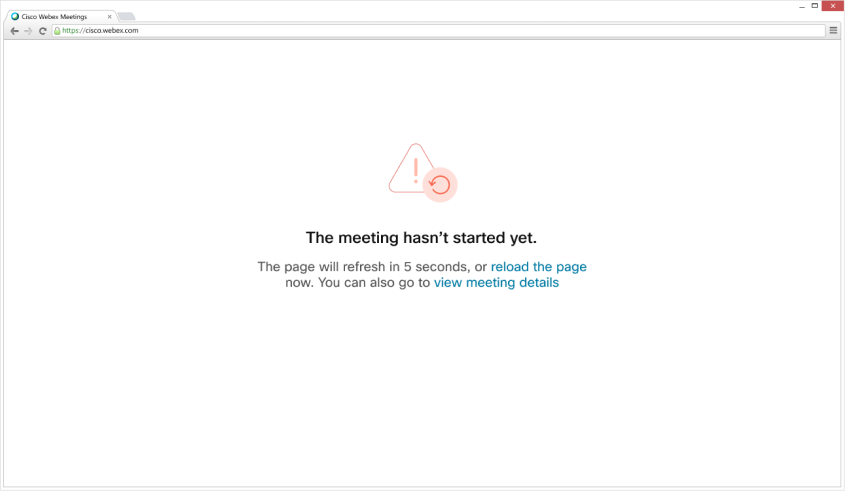 Cisco Webex Meetings
https://cisco.webex.com
The meeting hasn’t started yet.
The page will refresh in 5 seconds, or reload the page
now. You can also go to view meeting details